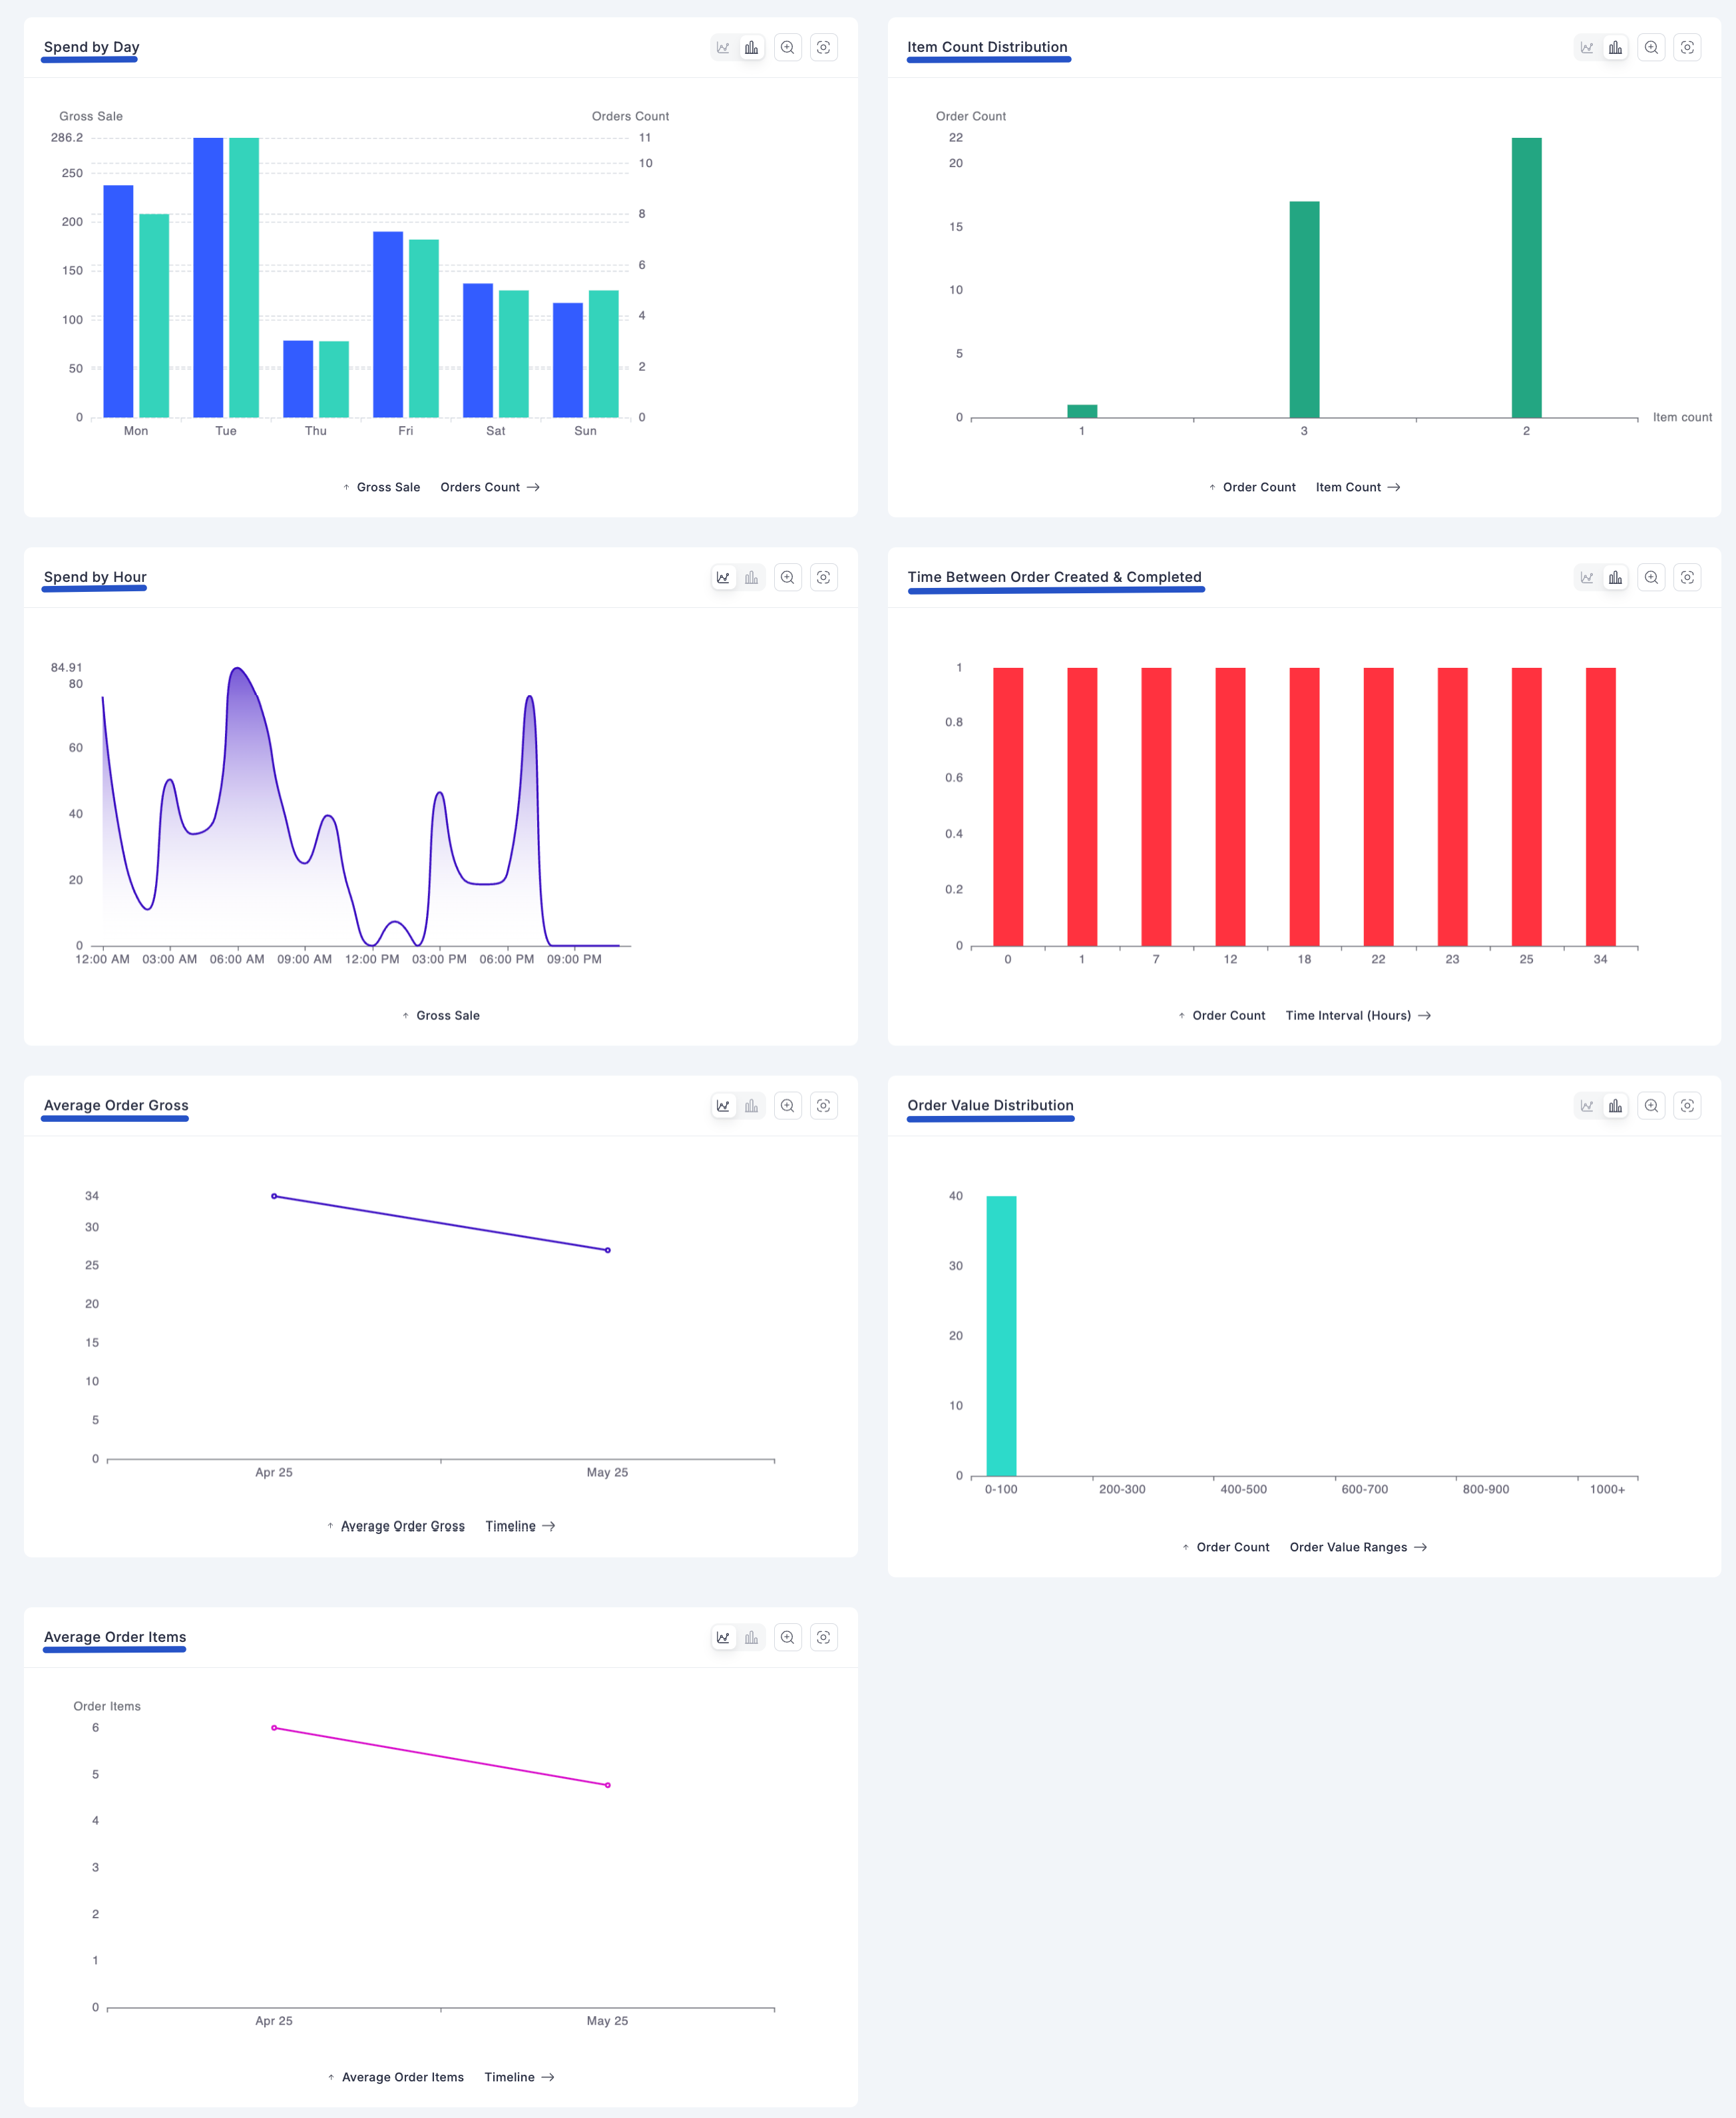 Spend by Day
Gross Sale
Orders Count
286.2
250
200
150
100
50
0
11
10
8
6
4
2
0
Mon Tue Thu Fri Sat Sun
↑ Gross Sale Orders Count →
Item Count Distribution
Order Count
22
20
15
10
5
0
1 3 2
Item count
↑ Order Count Item Count →
Spend by Hour
84.91
80
60
40
20
0
12:00 AM 03:00 AM 06:00 AM 09:00 AM 12:00 PM 03:00 PM 06:00 PM 09:00 PM
↑ Gross Sale
Time Between Order Created & Completed
1
0.8
0.6
0.4
0.2
0
0 1 7 12 18 22 23 25 34
↑ Order Count Time Interval (Hours) →
Average Order Gross
34
30
25
20
15
10
5
0
Apr 25 May 25
↑ Average Order Gross Timeline →
Order Value Distribution
40
30
20
10
0
0-100 200-300 400-500 600-700 800-900 1000+
↑ Order Count Order Value Ranges →
Average Order Items
Order Items
6
5
4
3
2
1
0
Apr 25 May 25
↑ Average Order Items Timeline →